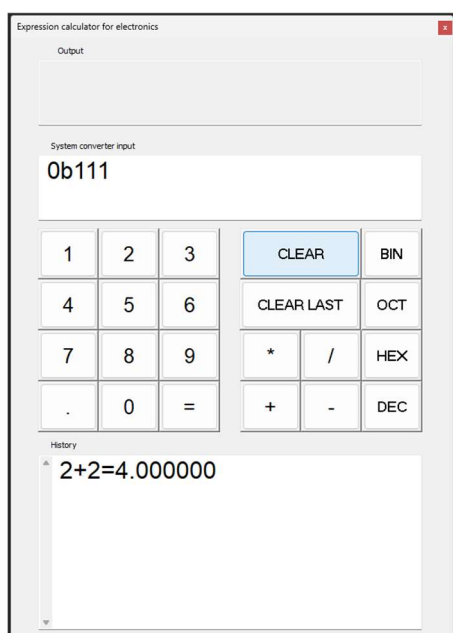 Expression calculator for electronics x
Output
System converter input
0b111
1 2 3 CLEAR BIN
4 5 6 CLEAR LAST OCT
7 8 9 * / HEX
. 0 = + - DEC
History
2+2=4.000000